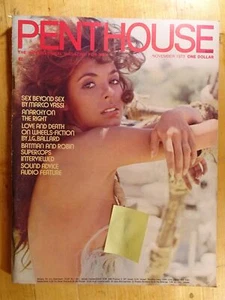 PENTHOUSE
NOVEMBER 1973 ONE DOLLAR
SEX BEYOND SEX
BY MARCO VASSI
ANARCHY ON
THE RIGHT
LOVE AND DEATH
ON WHEELS-FICTION
BY J.G. BALLARD
BATMAN AND ROBIN
SUPERCOPS
INTERVIEWED
SOUND ADVICE
AUDIO FEATURE